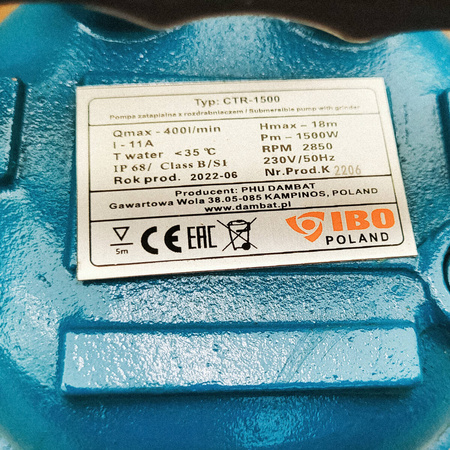 Typ: CTR-1500
Pompa zatapialna z rozdrabniaczem / Submersible pump with grinder
Qmax - 400l/min Hmax - 18m
I - 11A Pm - 1500W
T water <35 °C RPM 2850
IP 68/ Class B/S1 230V/50Hz
Rok prod. 2022-06 Nr.Prod.K 2206
Producent: PHU DAMBAT
Gawartowa Wola 38.05-085 KAMPINOS, POLAND
www.dambat.pl
5m CE EAC IBO
POLAND